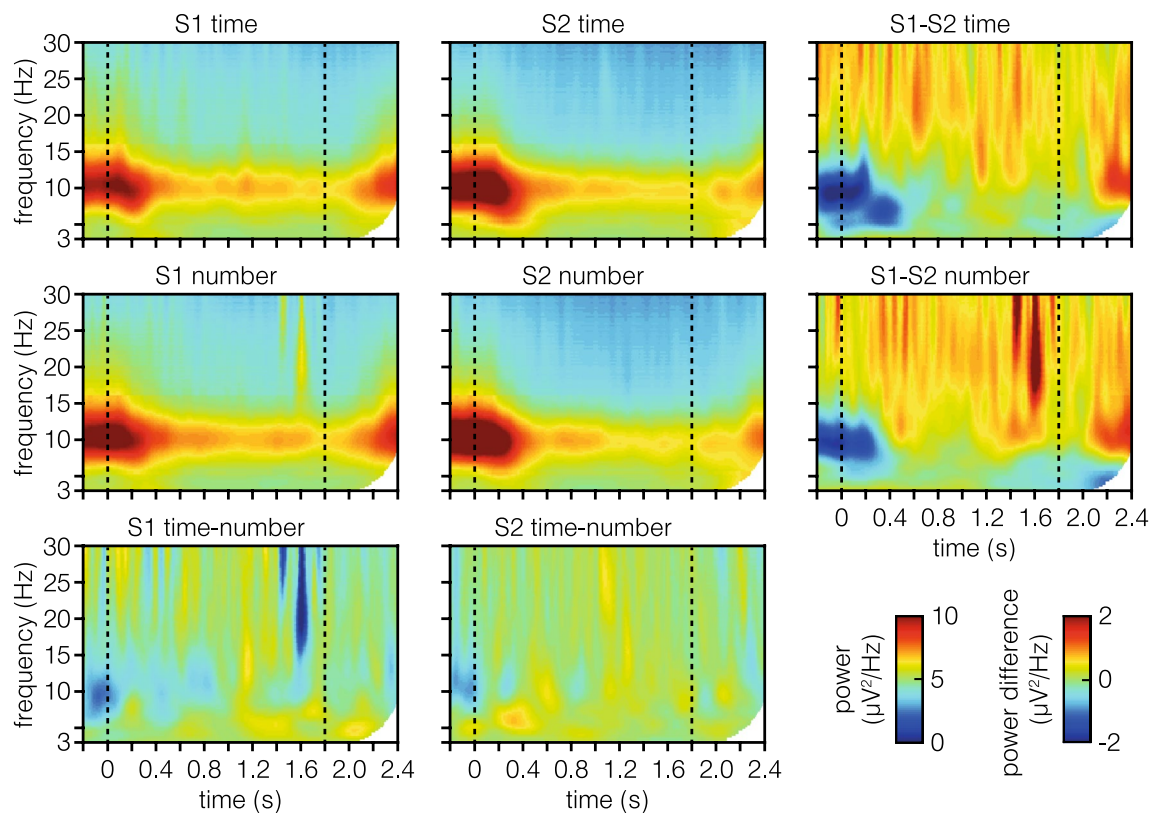 S1 time
S2 time
S1-S2 time
frequency (Hz)
30
25
20
15
10
5
3
S1 number
S2 number
S1-S2 number
frequency (Hz)
30
25
20
15
10
5
3
0 0.4 0.8 1.2 1.6 2.0 2.4
time (s)
S1 time-number
S2 time-number
frequency (Hz)
30
25
20
15
10
5
3
0 0.4 0.8 1.2 1.6 2.0 2.4
time (s)
0 0.4 0.8 1.2 1.6 2.0 2.4
time (s)
power
(µV²/Hz)
10
5
0
power difference
(µV²/Hz)
2
0
-2